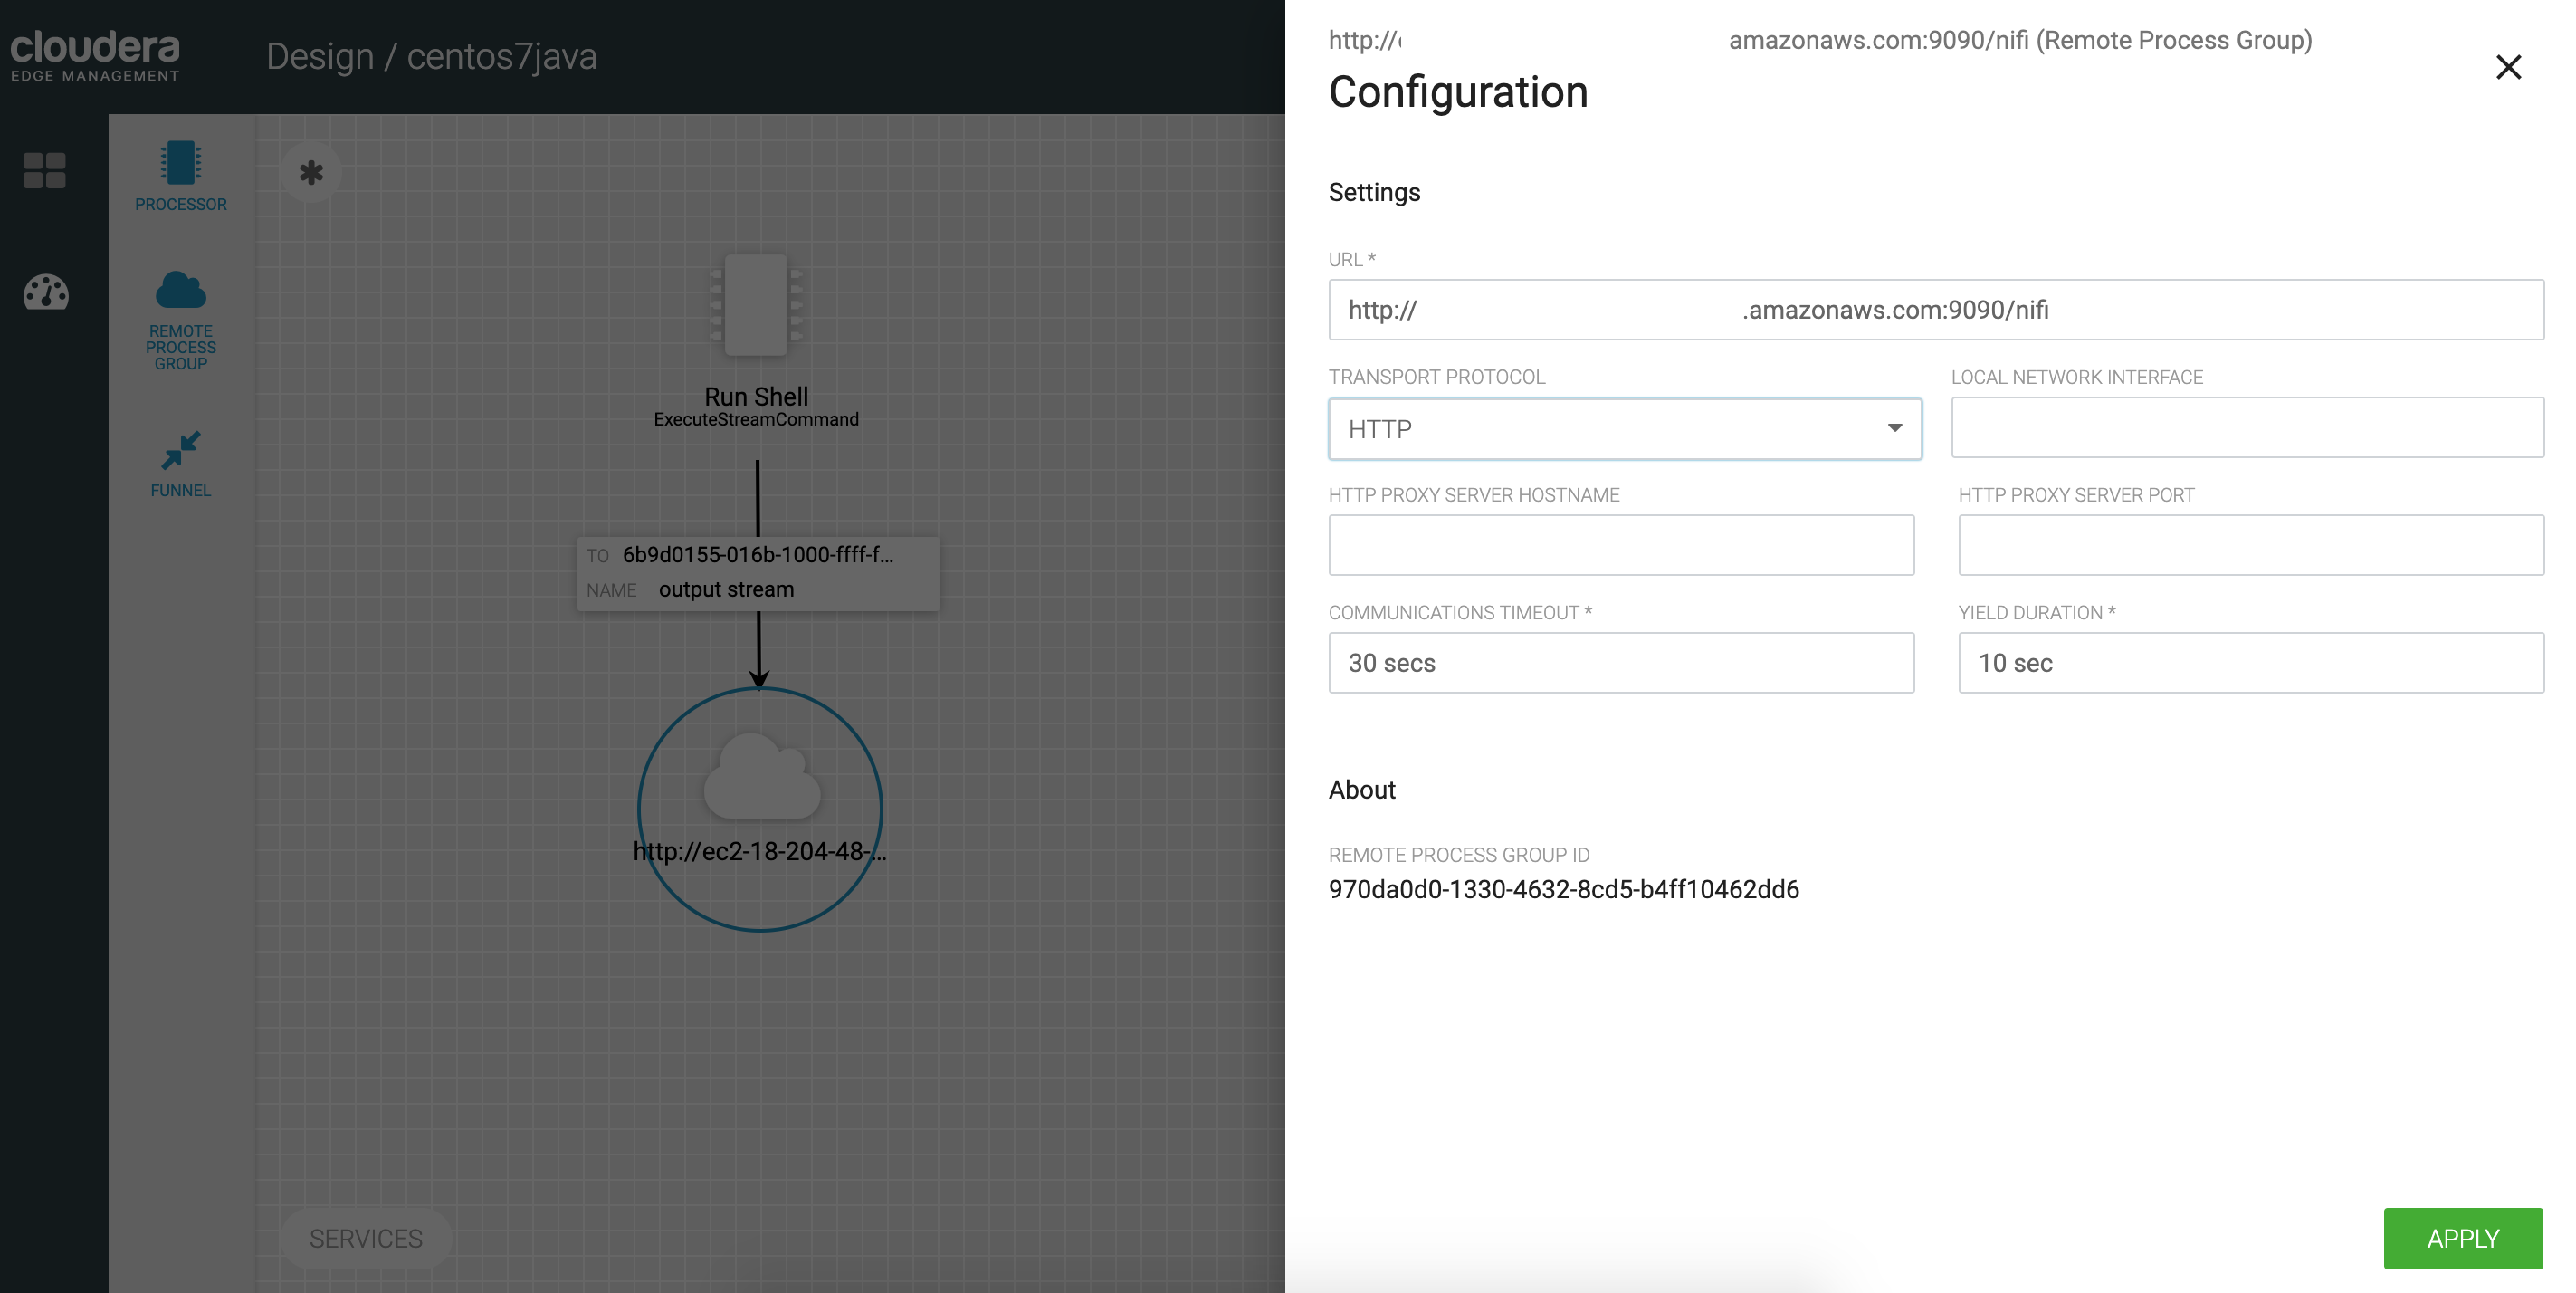 cloudera
EDGE MANAGEMENT
Design / centos7java
PROCESSOR
REMOTE
PROCESS
GROUP
FUNNEL
Run Shell
ExecuteStreamCommand
TO 6b9d0155-016b-1000-ffff-f...
NAME output stream
http://ec2-18-204-48-...
SERVICES
http:// amazonaws.com:9090/nifi (Remote Process Group)
Configuration
Settings
URL *
http:// .amazonaws.com:9090/nifi
TRANSPORT PROTOCOL
LOCAL NETWORK INTERFACE
HTTP
HTTP PROXY SERVER HOSTNAME
HTTP PROXY SERVER PORT
COMMUNICATIONS TIMEOUT *
YIELD DURATION *
30 secs
10 sec
About
REMOTE PROCESS GROUP ID
970da0d0-1330-4632-8cd5-b4ff10462dd6
APPLY